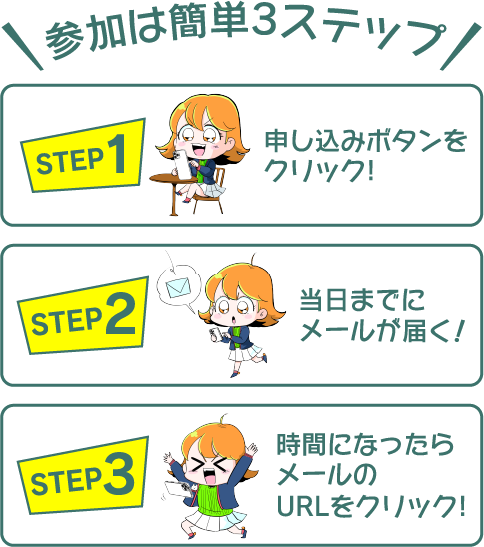 参加は簡単3ステップ
STEP1
申し込みボタンを
クリック!
STEP2
当日までに
メールが届く!
STEP3
時間になったら
メールの
URLをクリック!